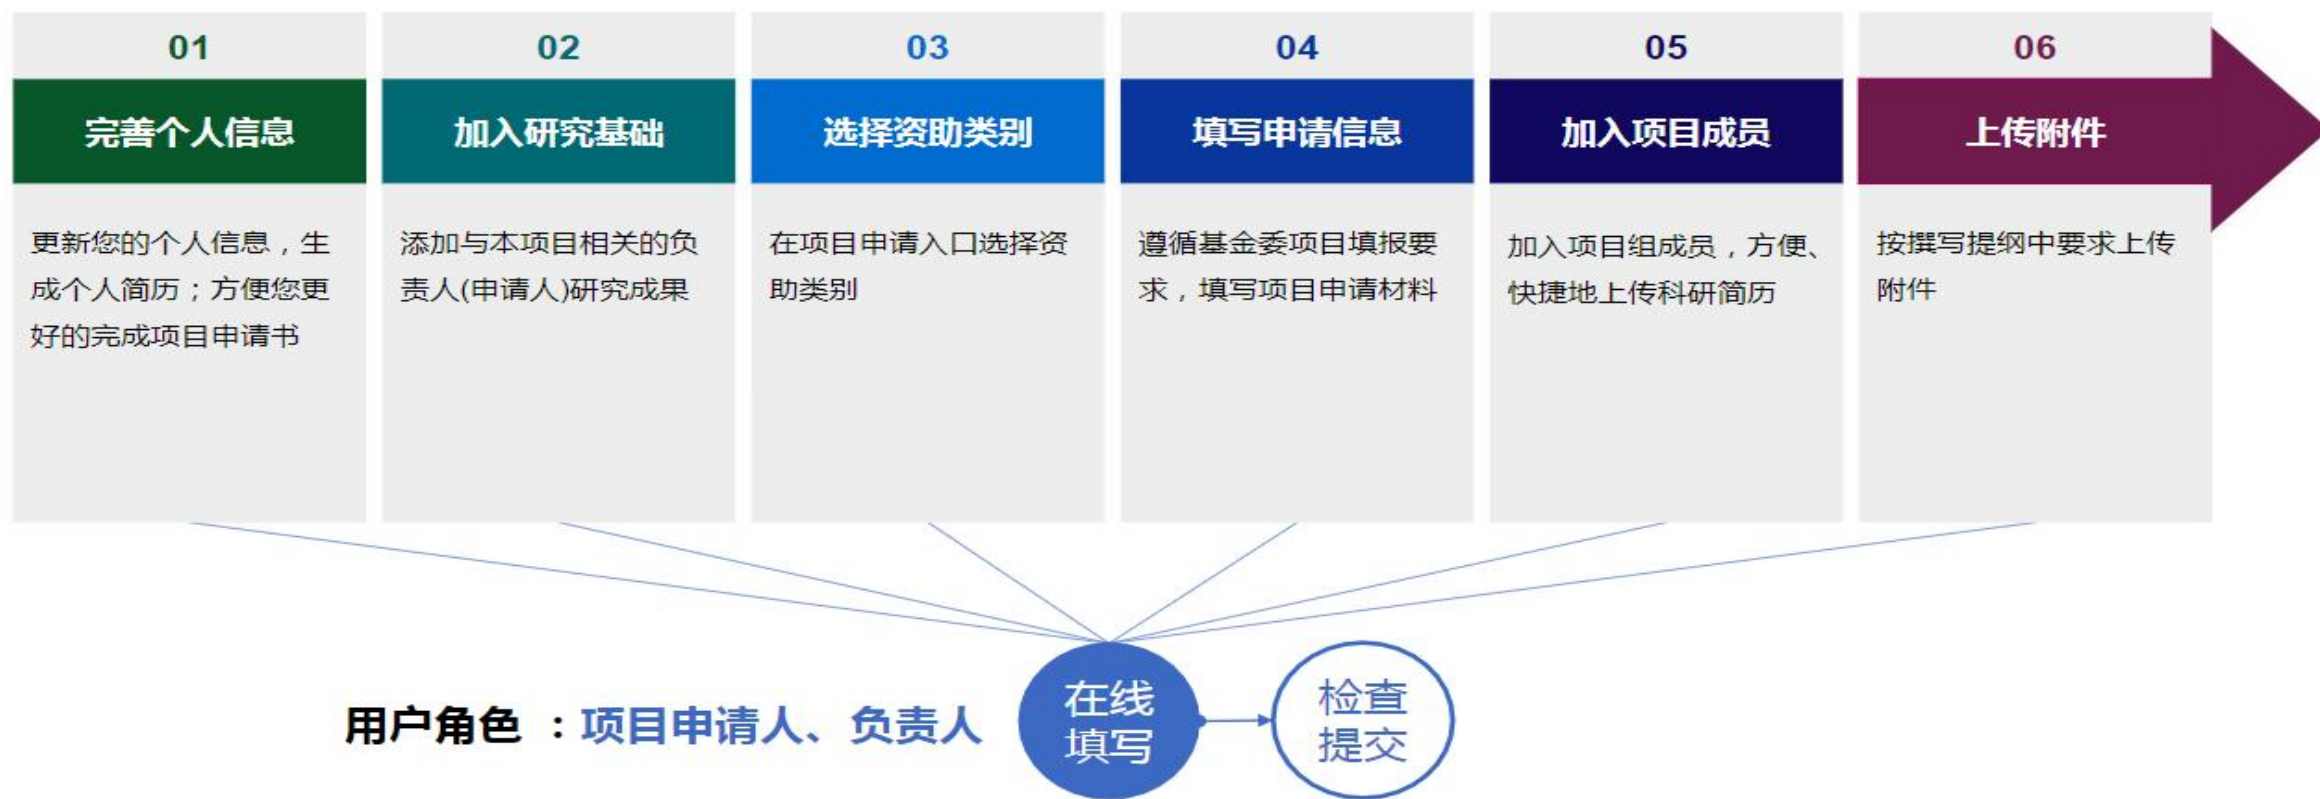 01
完善个人信息
更新您的个人信息，生
成个人简历；方便您更
好的完成项目申请书
02
加入研究基础
添加与本项目相关的负
责人(申请人)研究成果
03
选择资助类别
在项目申请入口选择资
助类别
04
填写申请信息
遵循基金委项目填报要
求，填写项目申请材料
05
加入项目成员
加入项目组成员，方便、
快捷地上传科研简历
06
上传附件
按撰写提纲中要求上传
附件
用户角色 ：项目申请人、负责人
在线
填写
检查
提交